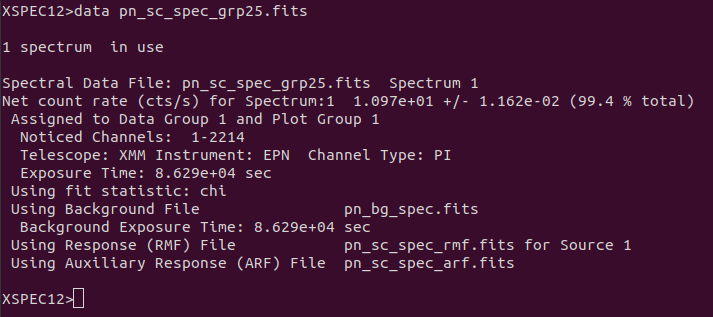 XSPEC12>data pn_sc_spec_grp25.fits
1 spectrum  in use
Spectral Data File: pn_sc_spec_grp25.fits  Spectrum 1
Net count rate (cts/s) for Spectrum:1  1.097e+01 +/- 1.162e-02 (99.4 % total)
 Assigned to Data Group 1 and Plot Group 1
  Noticed Channels:  1-2214
  Telescope: XMM Instrument: EPN  Channel Type: PI
  Exposure Time: 8.629e+04 sec
 Using fit statistic: chi
 Using Background File                pn_bg_spec.fits
  Background Exposure Time: 8.629e+04 sec
 Using Response (RMF) File            pn_sc_spec_rmf.fits for Source 1
 Using Auxiliary Response (ARF) File  pn_sc_spec_arf.fits
XSPEC12>